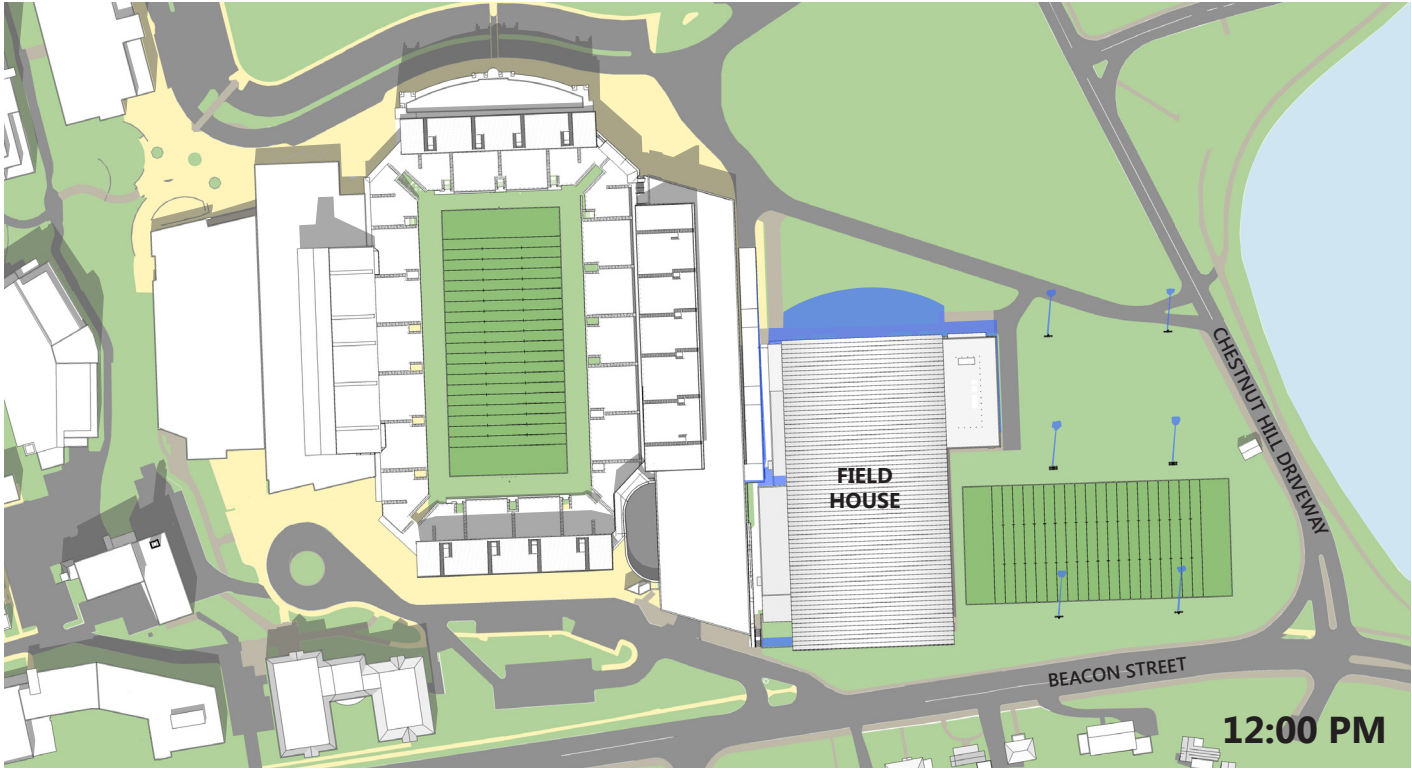 CHESTNUT HILL DRIVEWAY
FIELD
HOUSE
BEACON STREET
12:00 PM